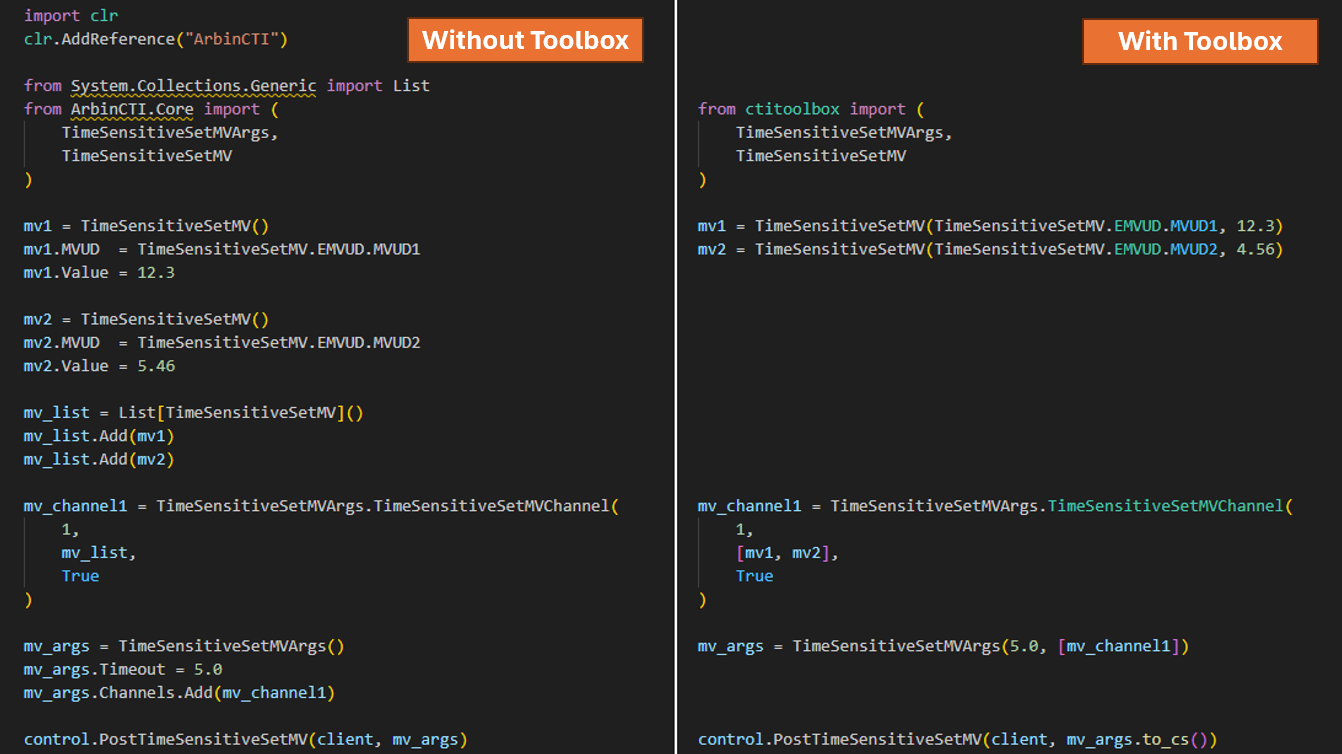 Without Toolbox
import clr
clr.AddReference("ArbinCTI")
from System.Collections.Generic import List
from ArbinCTI.Core import (
    TimeSensitiveSetMVArgs,
    TimeSensitiveSetMV
)
mv1 = TimeSensitiveSetMV()
mv1.MVUD  = TimeSensitiveSetMV.EMVUD.MVUD1
mv1.Value = 12.3
mv2 = TimeSensitiveSetMV()
mv2.MVUD  = TimeSensitiveSetMV.EMVUD.MVUD2
mv2.Value = 5.46
mv_list = List[TimeSensitiveSetMV]()
mv_list.Add(mv1)
mv_list.Add(mv2)
mv_channel1 = TimeSensitiveSetMVArgs.TimeSensitiveSetMVChannel(
    1,
    mv_list,
    True
)
mv_args = TimeSensitiveSetMVArgs()
mv_args.Timeout = 5.0
mv_args.Channels.Add(mv_channel1)
control.PostTimeSensitiveSetMV(client, mv_args)
With Toolbox
from ctitoolbox import (
    TimeSensitiveSetMVArgs,
    TimeSensitiveSetMV
)
mv1 = TimeSensitiveSetMV(TimeSensitiveSetMV.EMVUD.MVUD1, 12.3)
mv2 = TimeSensitiveSetMV(TimeSensitiveSetMV.EMVUD.MVUD2, 4.56)
mv_channel1 = TimeSensitiveSetMVArgs.TimeSensitiveSetMVChannel(
    1,
    [mv1, mv2],
    True
)
mv_args = TimeSensitiveSetMVArgs(5.0, [mv_channel1])
control.PostTimeSensitiveSetMV(client, mv_args.to_cs())